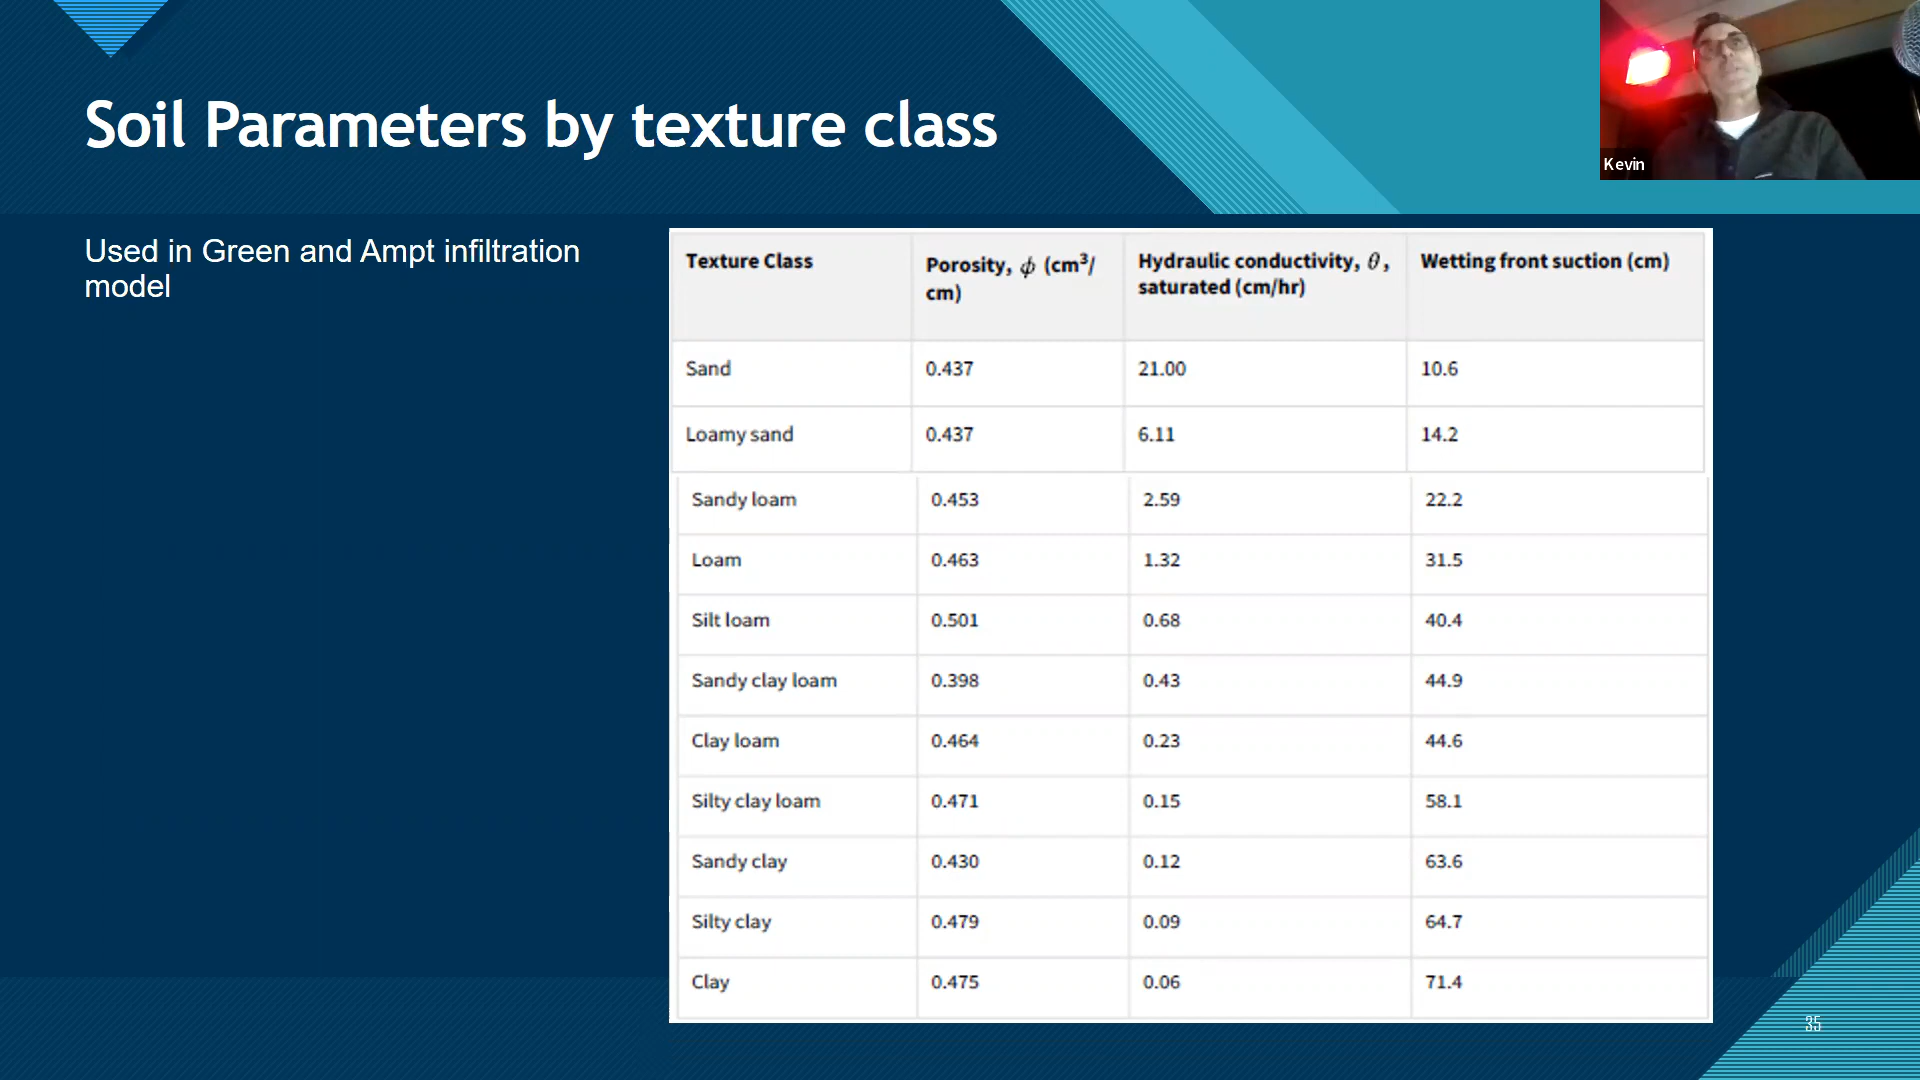 Soil Parameters by texture class
Kevin
Used in Green and Ampt infiltration
model
Texture Class Porosity, ϕ (cm³/ Hydraulic conductivity, θ, Wetting front suction (cm)
cm) saturated (cm/hr)
Sand 0.437 21.00 10.6
Loamy sand 0.437 6.11 14.2
Sandy loam 0.453 2.59 22.2
Loam 0.463 1.32 31.5
Silt loam 0.501 0.68 40.4
Sandy clay loam 0.398 0.43 44.9
Clay loam 0.464 0.23 44.6
Silty clay loam 0.471 0.15 58.1
Sandy clay 0.430 0.12 63.6
Silty clay 0.479 0.09 64.7
Clay 0.475 0.06 71.4
35